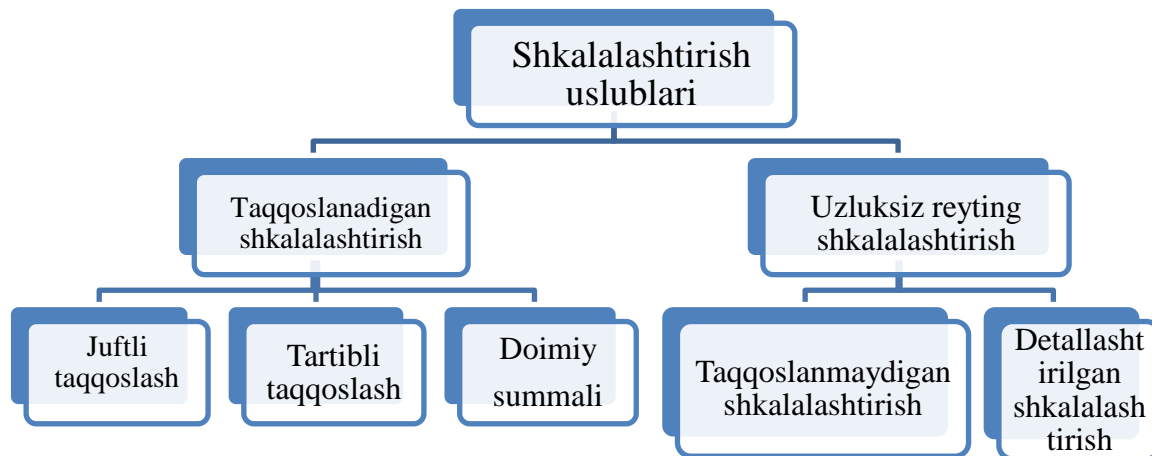 Shkalalashtirish
uslublari
Taqqoslanadigan
shkalalashtirish
Uzluksiz reyting
shkalalashtirish
Juftli
taqqoslash
Tartibli
taqqoslash
Doimiy
summali
Taqqoslanmaydigan
shkalalashtirish
Detallasht
irilgan
shkalalash
tirish